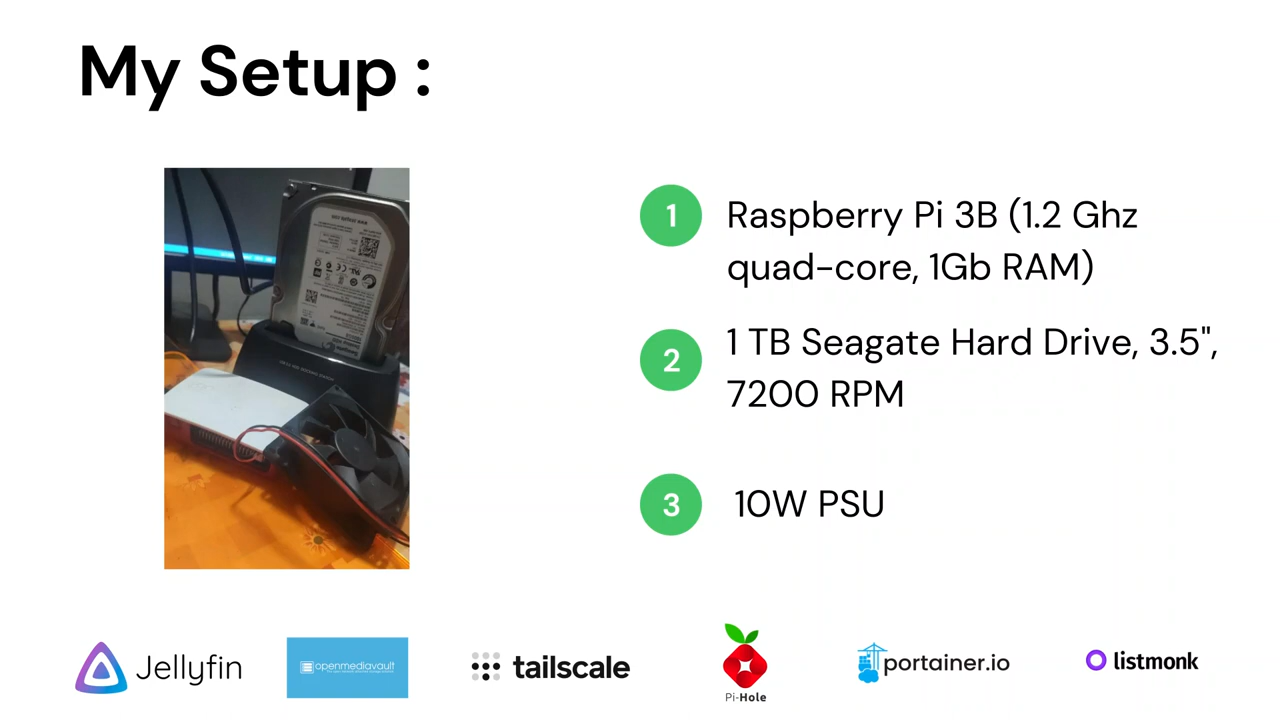 My Setup :
1
Raspberry Pi 3B (1.2 Ghz
quad-core, 1Gb RAM)
2
1 TB Seagate Hard Drive, 3.5",
7200 RPM
3
10W PSU
Jellyfin
openmediavault
tailscale
Pi-Hole
portainer.io
listmonk